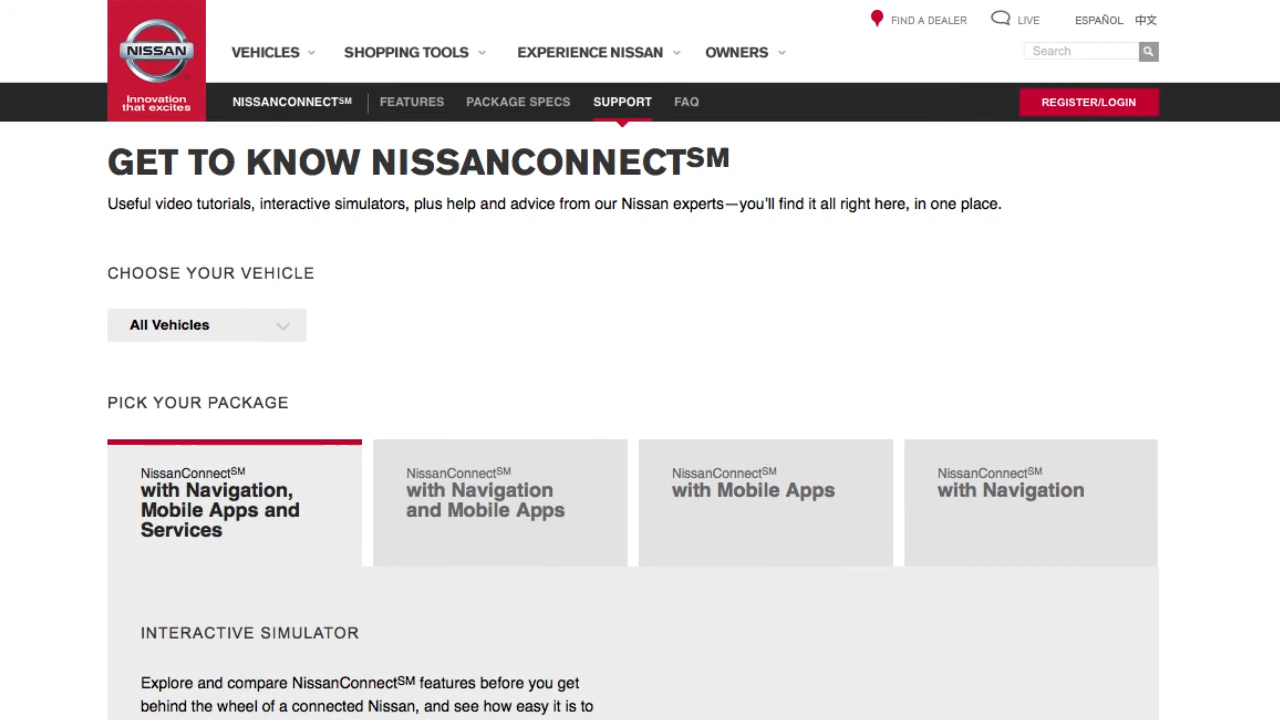 FIND A DEALER
LIVE
ESPAÑOL
中文
NISSAN
Innovation
that excites
VEHICLES
SHOPPING TOOLS
EXPERIENCE NISSAN
OWNERS
Search
NISSANCONNECT℠
FEATURES
PACKAGE SPECS
SUPPORT
FAQ
REGISTER/LOGIN
GET TO KNOW NISSANCONNECT℠
Useful video tutorials, interactive simulators, plus help and advice from our Nissan experts—you’ll find it all right here, in one place.
CHOOSE YOUR VEHICLE
All Vehicles
PICK YOUR PACKAGE
NissanConnect℠
with Navigation,
Mobile Apps and
Services
NissanConnect℠
with Navigation
and Mobile Apps
NissanConnect℠
with Mobile Apps
NissanConnect℠
with Navigation
INTERACTIVE SIMULATOR
Explore and compare NissanConnect℠ features before you get
behind the wheel of a connected Nissan, and see how easy it is to